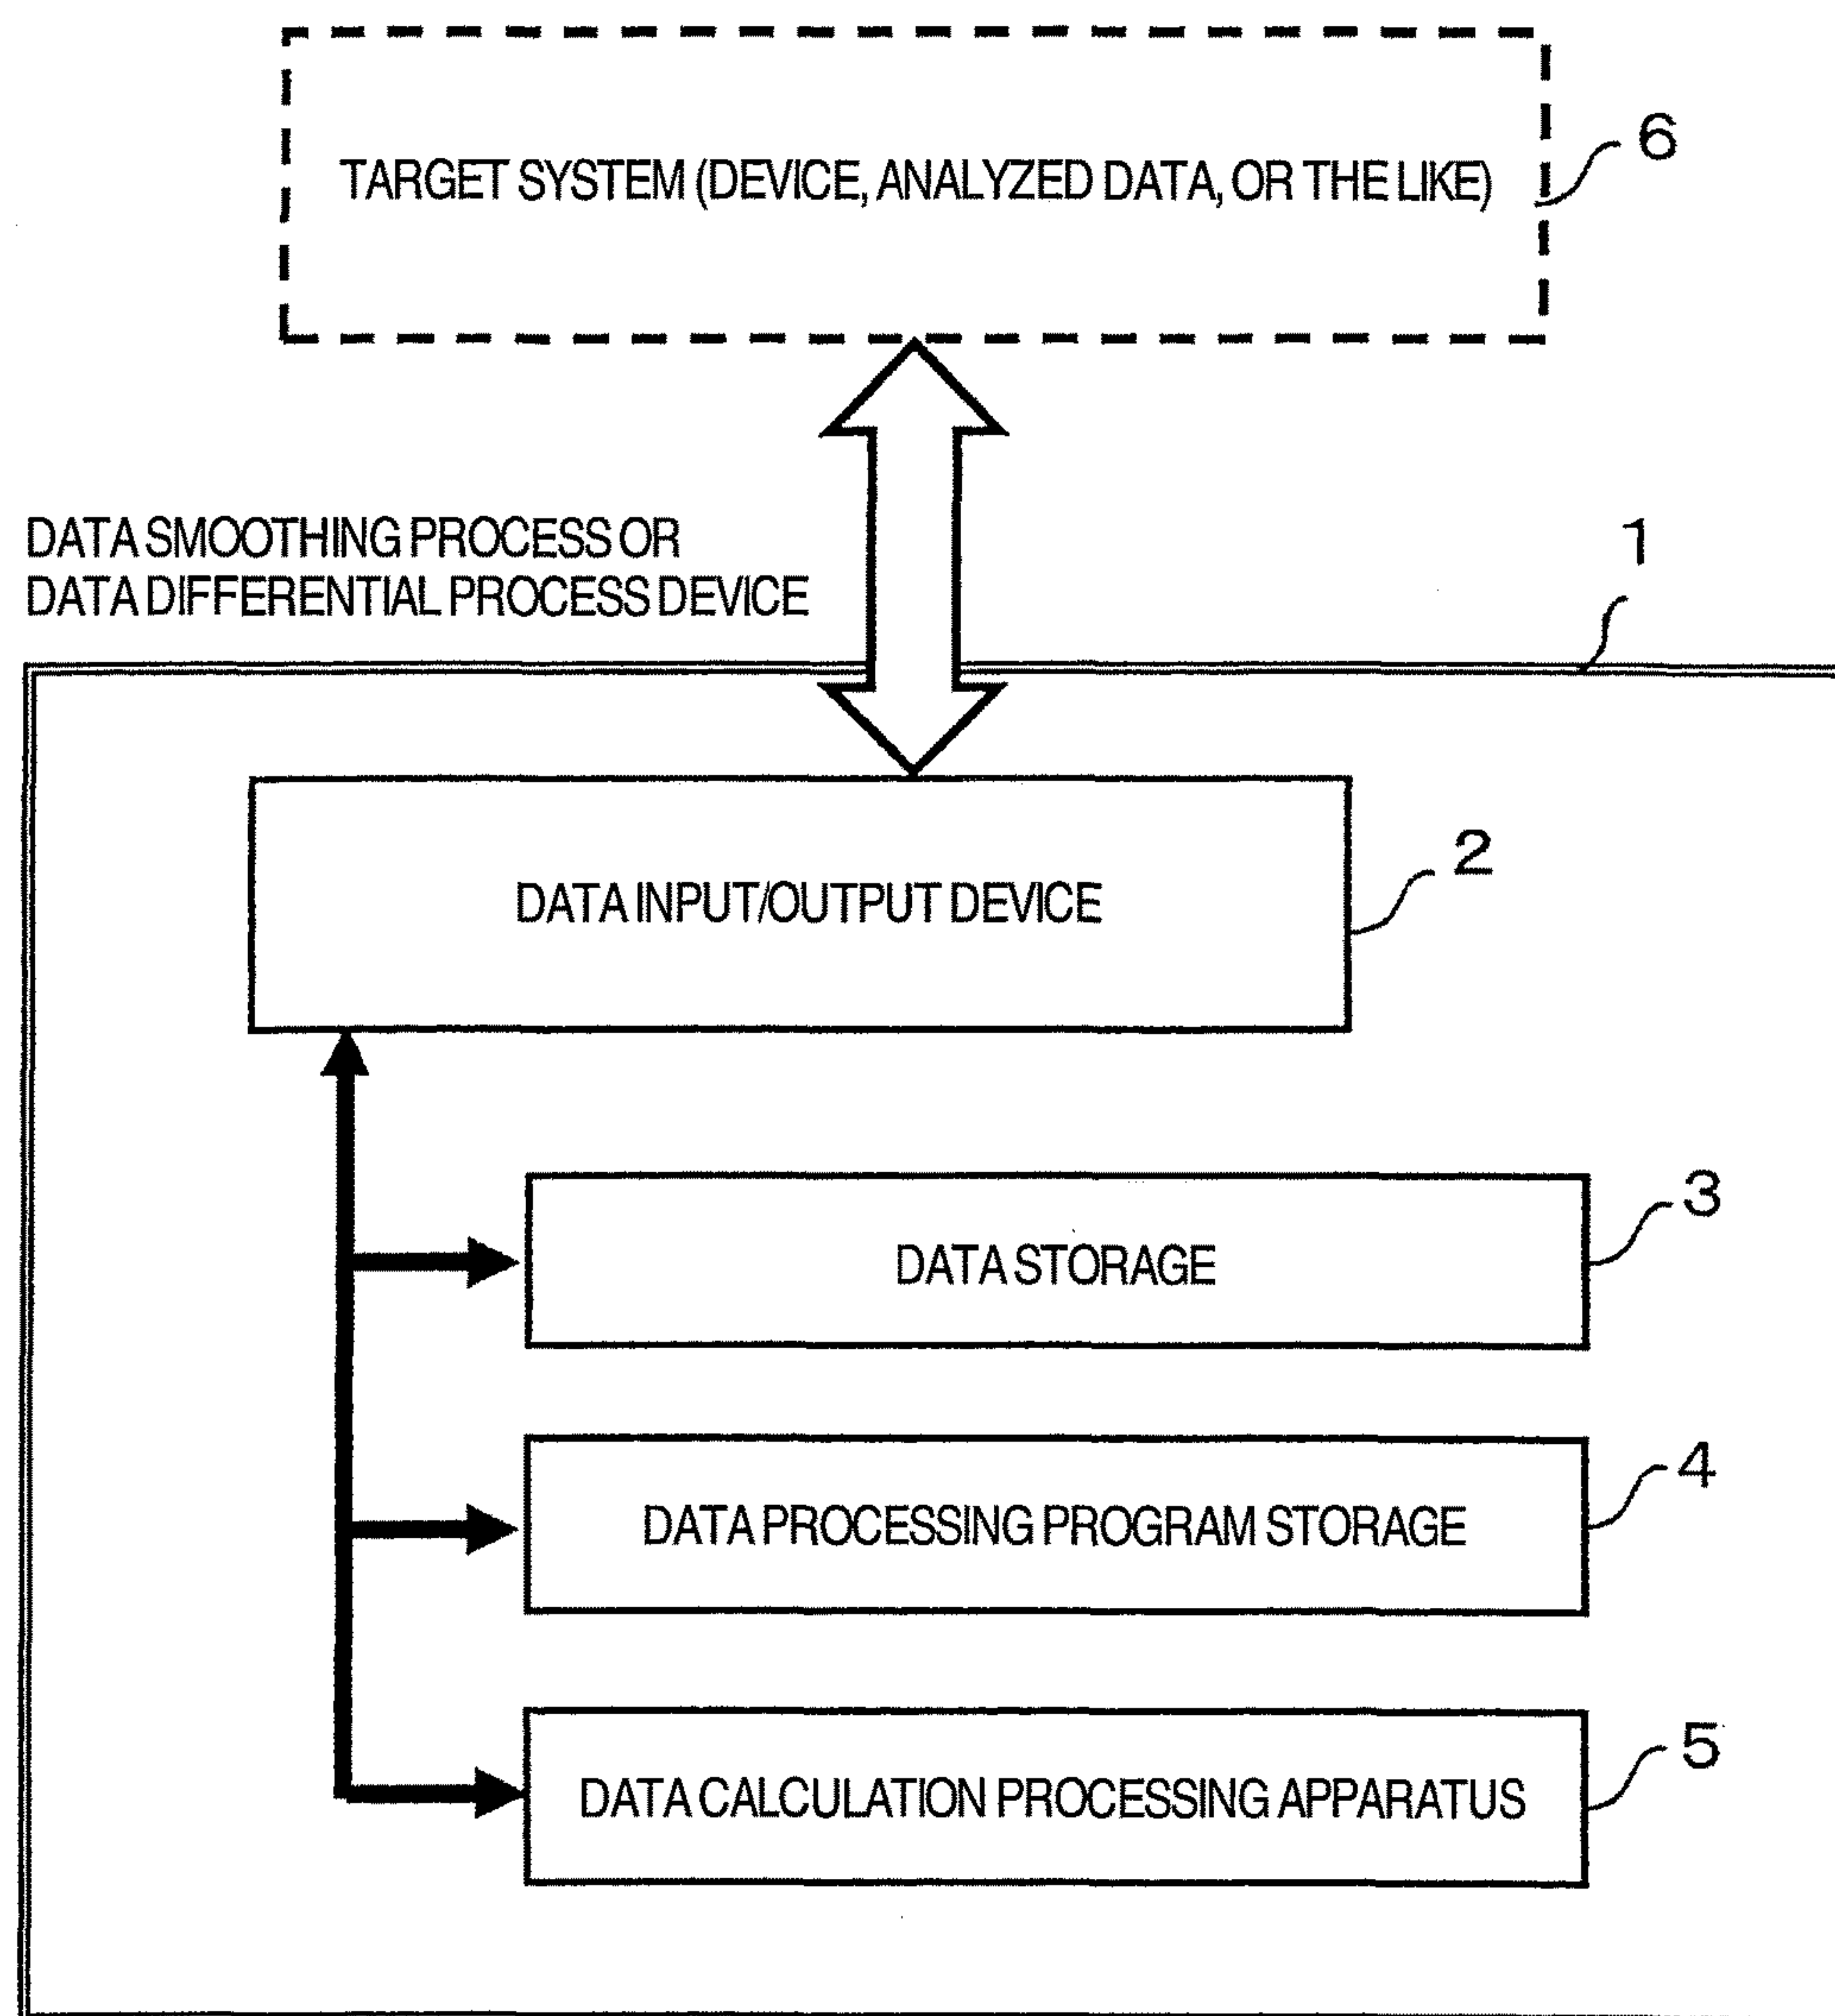 TARGET SYSTEM (DEVICE, ANALYZED DATA, OR THE LIKE)
6
DATA SMOOTHING PROCESS OR
DATA DIFFERENTIAL PROCESS DEVICE
1
DATA INPUT/OUTPUT DEVICE
2
DATA STORAGE
3
DATA PROCESSING PROGRAM STORAGE
4
DATA CALCULATION PROCESSING APPARATUS
5